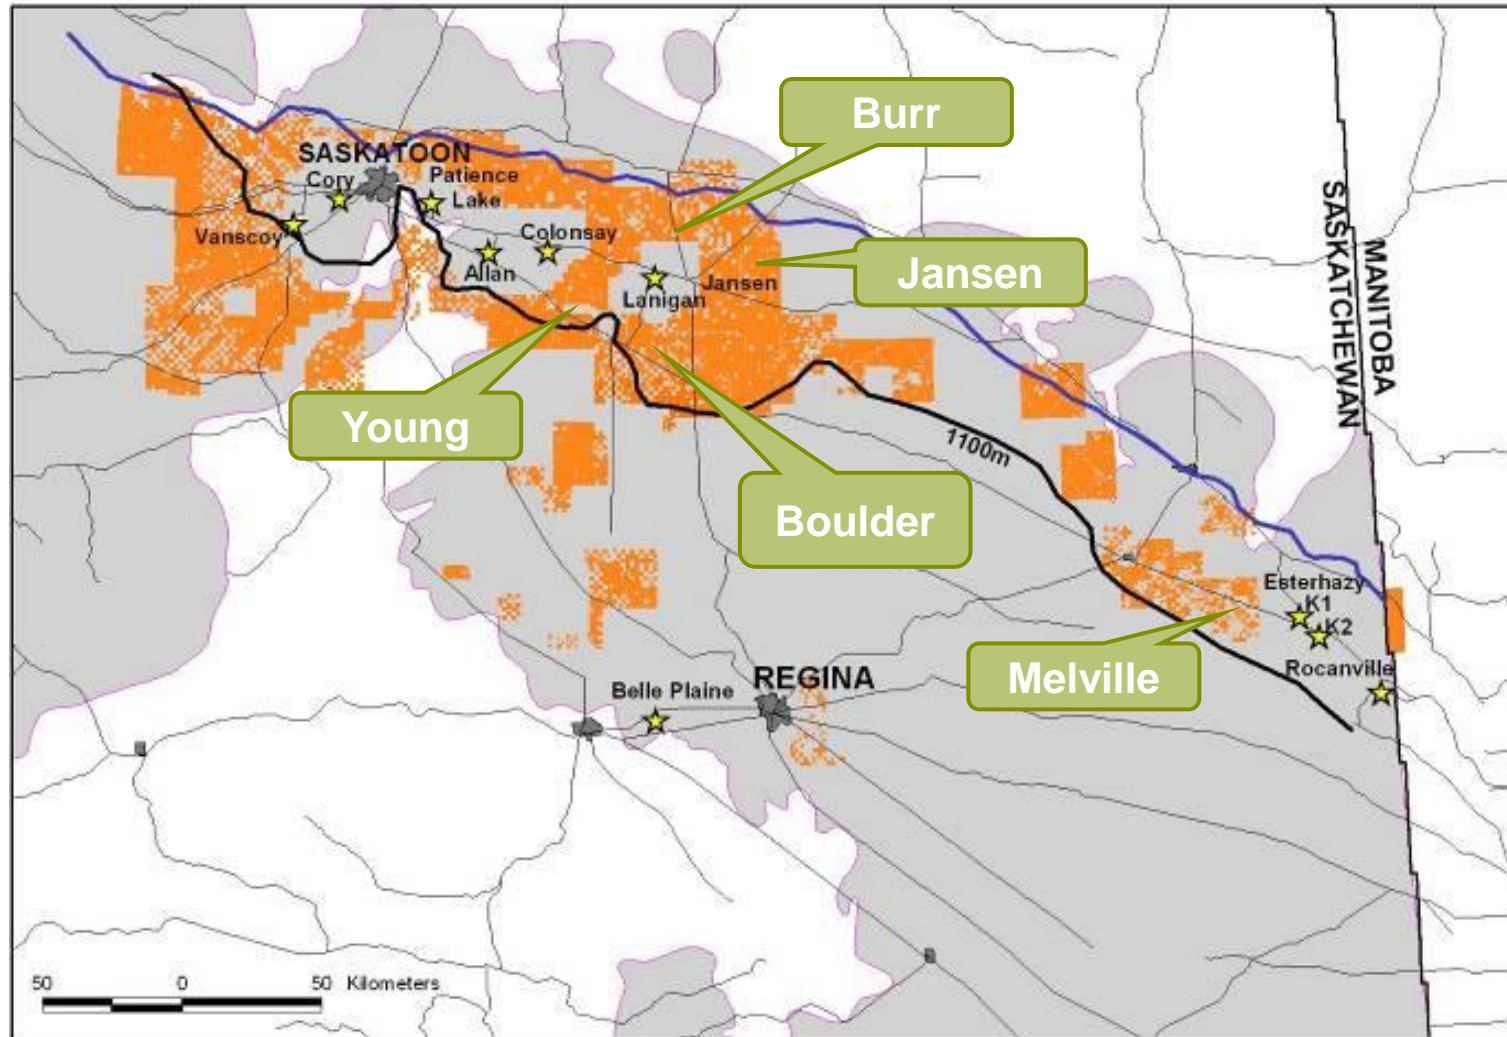 Burr
SASKATOON
Cory
Patience
Lake
Vanscoy
Colonsay
Allan
Lanigan
Jansen
Jansen
SASKATCHEWAN
MANITOBA
Young
1100m
Boulder
Esterhazy
K1
K2
Rocanville
Melville
Belle Plaine
REGINA
50 0 50 Kilometers